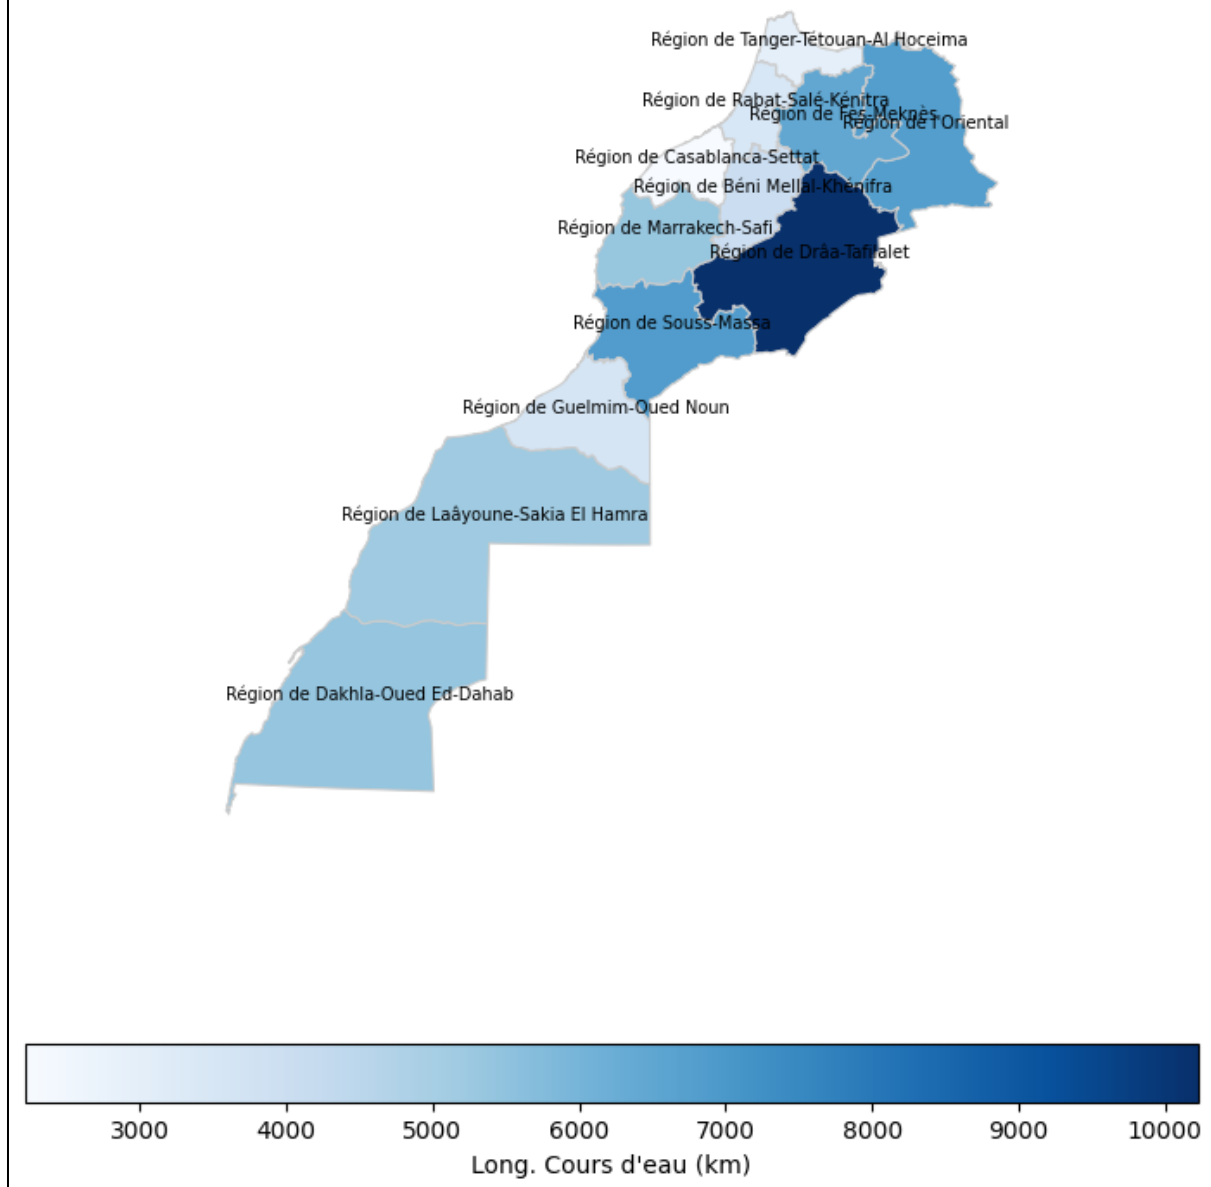 Région de Tanger-Tétouan-Al Hoceima
Région de Rabat-Salé-Kénitra
Région de Fès-Meknès
Région de l'Oriental
Région de Casablanca-Settat
Région de Béni Mellal-Khénifra
Région de Marrakech-Safi
Région de Drâa-Tafilalet
Région de Souss-Massa
Région de Guelmim-Oued Noun
Région de Laâyoune-Sakia El Hamra
Région de Dakhla-Oued Ed-Dahab
3000 4000 5000 6000 7000 8000 9000 10000
Long. Cours d'eau (km)